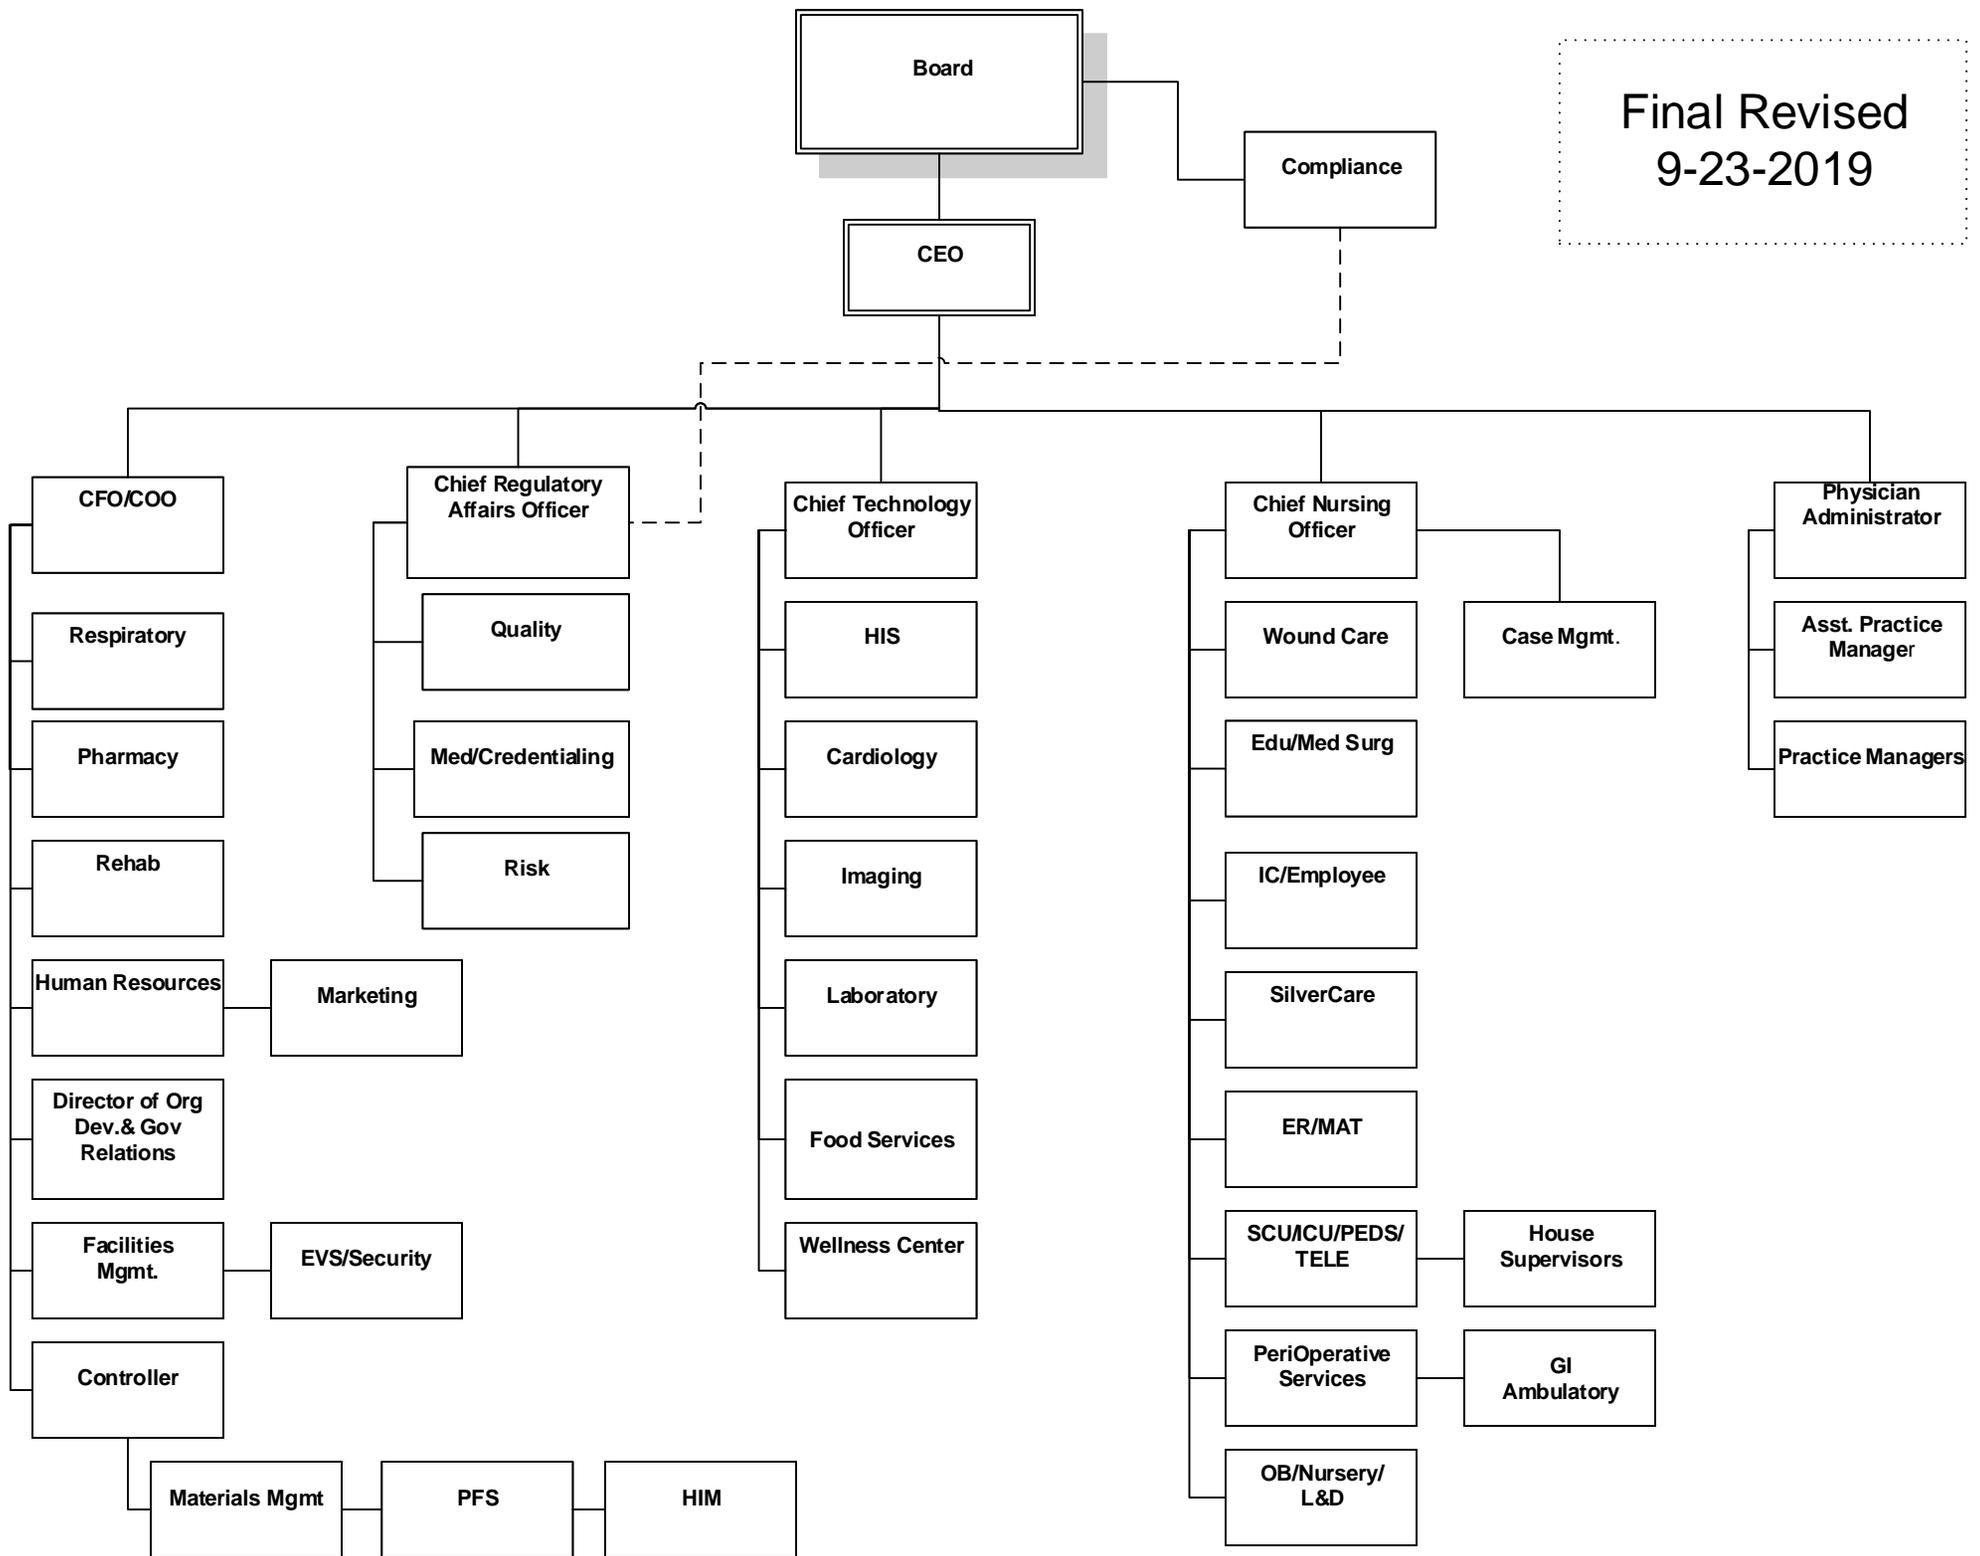 Board
Final Revised
9-23-2019
Compliance
CEO
CFO/COO
Chief Regulatory
Affairs Officer
Chief Technology
Officer
Chief Nursing
Officer
Physician
Administrator
Respiratory
Quality
HIS
Wound Care
Case Mgmt.
Asst. Practice
Manager
Pharmacy
Med/Credentialing
Cardiology
Edu/Med Surg
Practice Managers
Rehab
Risk
Imaging
IC/Employee
Human Resources
Marketing
Laboratory
SilverCare
Director of Org
Dev.& Gov
Relations
Food Services
ER/MAT
Facilities
Mgmt.
EVS/Security
Wellness Center
SCU/ICU/PEDS/
TELE
House
Supervisors
Controller
PeriOperative
Services
GI
Ambulatory
Materials Mgmt
PFS
HIM
OB/Nursery/
L&D